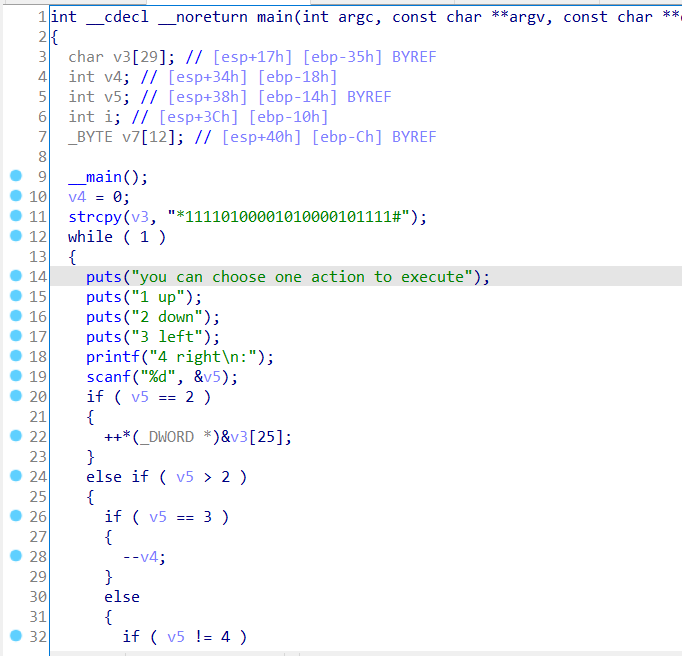 1 int __cdecl __noreturn main(int argc, const char **argv, const char **
2 {
3 char v3[29]; // [esp+17h] [ebp-35h] BYREF
4 int v4; // [esp+34h] [ebp-18h]
5 int v5; // [esp+38h] [ebp-14h] BYREF
6 int i; // [esp+3Ch] [ebp-10h]
7 _BYTE v7[12]; // [esp+40h] [ebp-Ch] BYREF
8
9 __main();
10 v4 = 0;
11 strcpy(v3, "*11110100001010000101111#");
12 while ( 1 )
13 {
14 puts("you can choose one action to execute");
15 puts("1 up");
16 puts("2 down");
17 puts("3 left");
18 printf("4 right\n:");
19 scanf("%d", &v5);
20 if ( v5 == 2 )
21 {
22 ++*(_DWORD *)&v3[25];
23 }
24 else if ( v5 > 2 )
25 {
26 if ( v5 == 3 )
27 {
28 --v4;
29 }
30 else
31 {
32 if ( v5 != 4 )